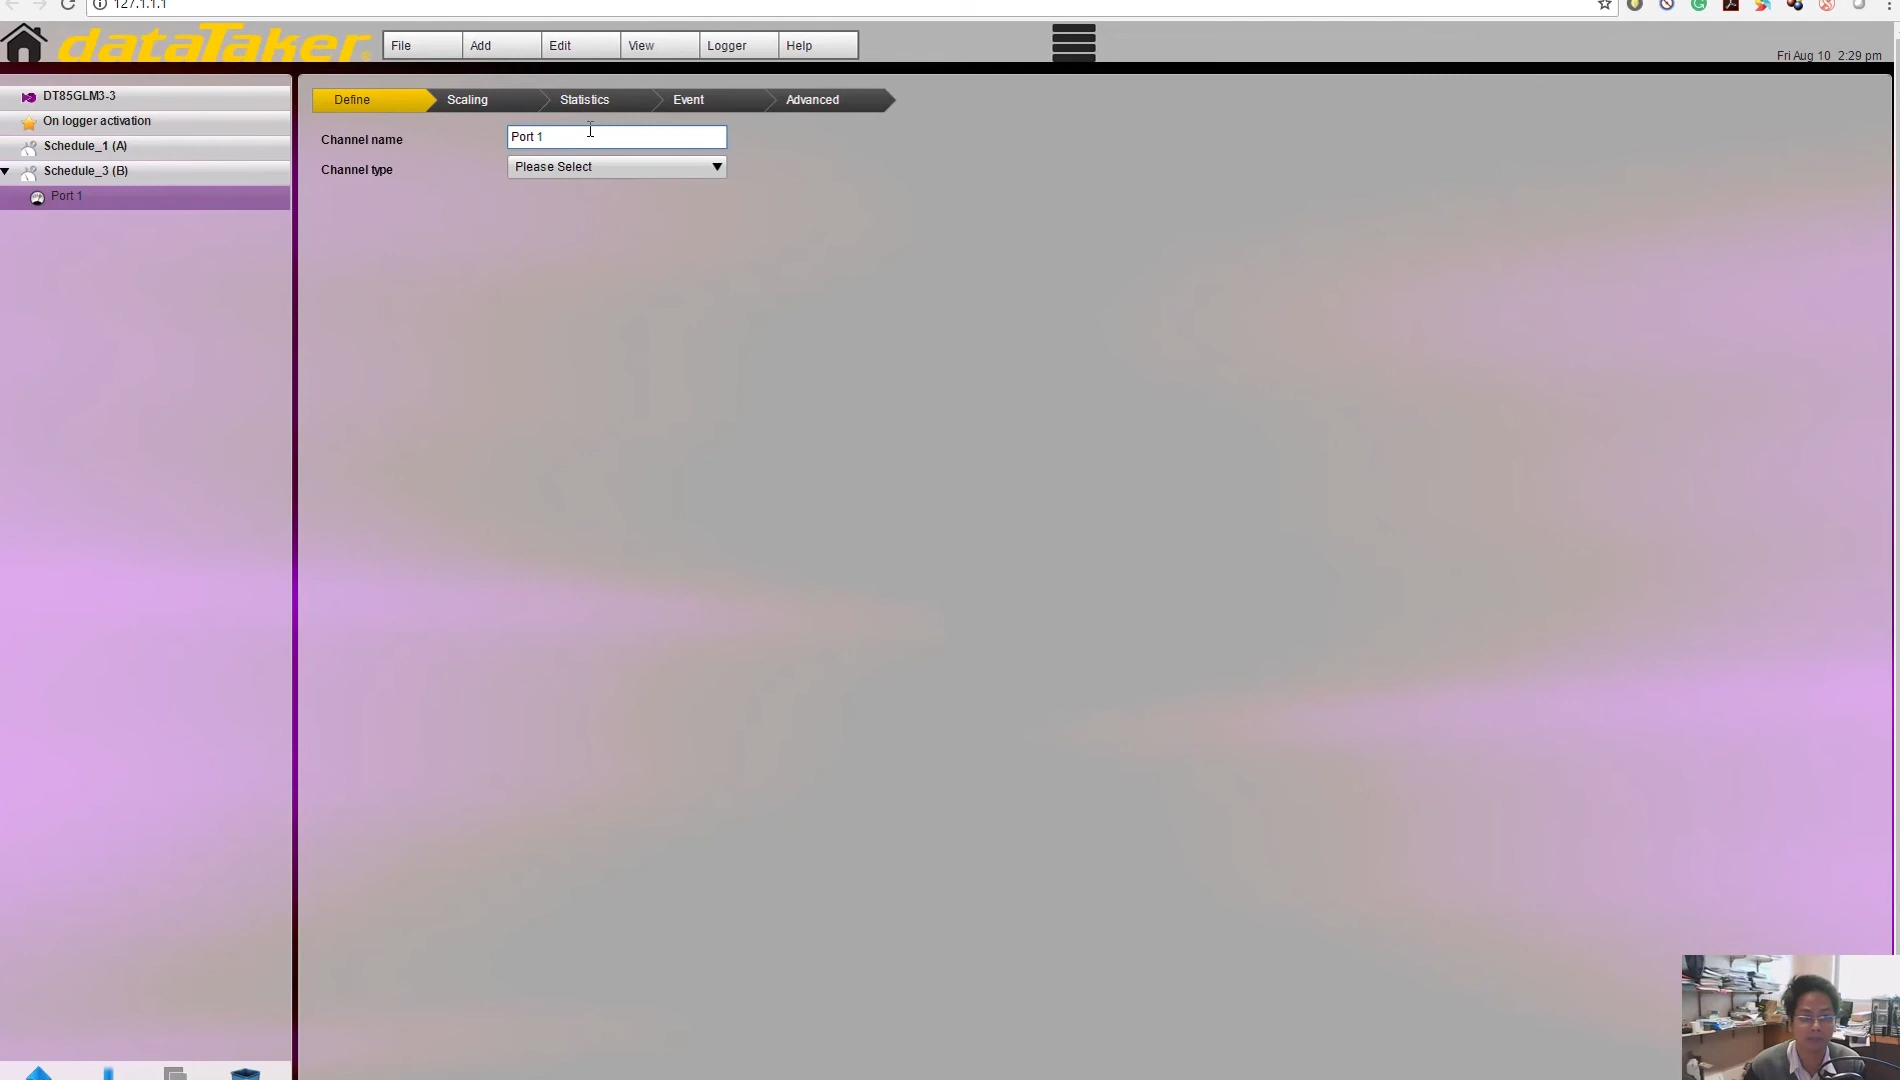 127.1.1.1
dataTaker
File Add Edit View Logger Help
Fri Aug 10 2:29 pm
DT85GLM3-3
On logger activation
Schedule_1 (A)
Schedule_3 (B)
Port 1
Define Scaling Statistics Event Advanced
Channel name Port 1
Channel type Please Select